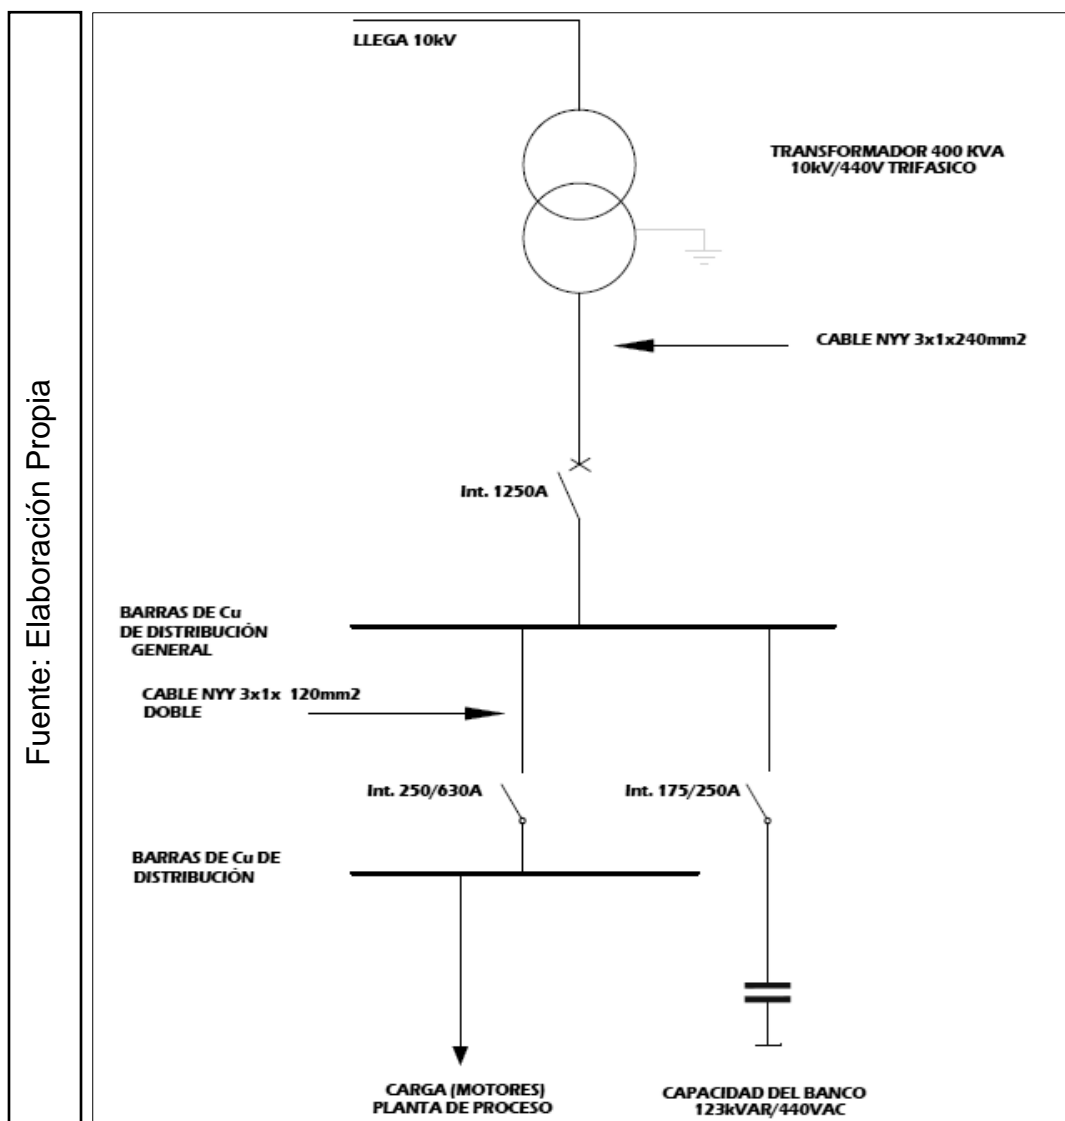 Fuente: Elaboración Propia
LLEGA 10kV
TRANSFORMADOR 400 KVA
10kV/440V TRIFASICO
CABLE NYY 3x1x240mm2
Int. 1250A
BARRAS DE Cu
DE DISTRIBUCIÓN
GENERAL
CABLE NYY 3x1x 120mm2
DOBLE
Int. 250/630A
Int. 175/250A
BARRAS DE Cu DE
DISTRIBUCIÓN
CARGA (MOTORES)
PLANTA DE PROCESO
CAPACIDAD DEL BANCO
123kVAR/440VAC